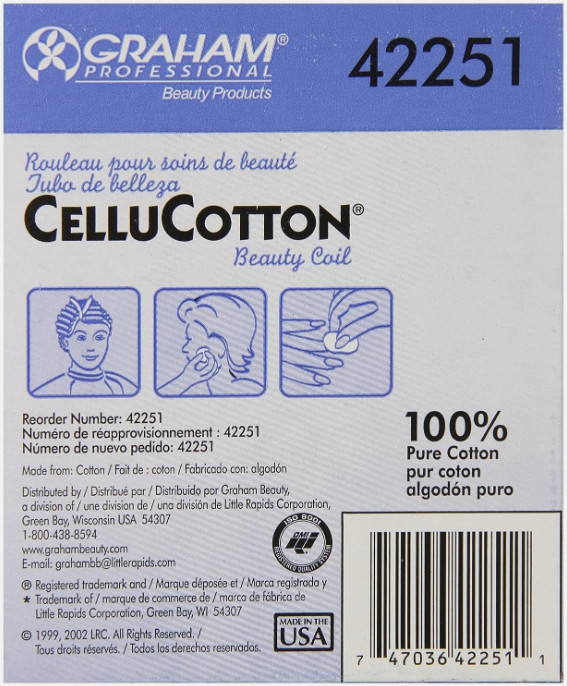 GRAHAM®
PROFESSIONAL
Beauty Products
42251
Rouleau pour soins de beauté
Tubo de belleza
CELLUCOTTON®
Beauty Coil
Reorder Number: 42251
Numéro de réapprovisionnement : 42251
Número de nuevo pedido: 42251
Made from: Cotton / Fait de : coton / Fabricado con: algodón
Distributed by / Distribué par / Distribuido por Graham Beauty,
a division of / une division de / una división de Little Rapids Corporation,
Green Bay, Wisconsin USA 54307
1-800-438-8594
www.grahambeauty.com
E-mail: grahambb@littlerapids.com
® Registered trademark and / Marque déposée et / Marca registrada y
★ Trademark of / marque de commerce de / marca de fábrica de
Little Rapids Corporation, Green Bay, WI 54307
© 1999, 2002 LRC. All Rights Reserved. /
Tous droits réservés. / Todos los derechos reservados.
100%
Pure Cotton
pur coton
algodón puro
ISO 9001
QMI
REGISTERED QUALITY SYSTEM
MADE IN THE
USA
7 47036 42251 1